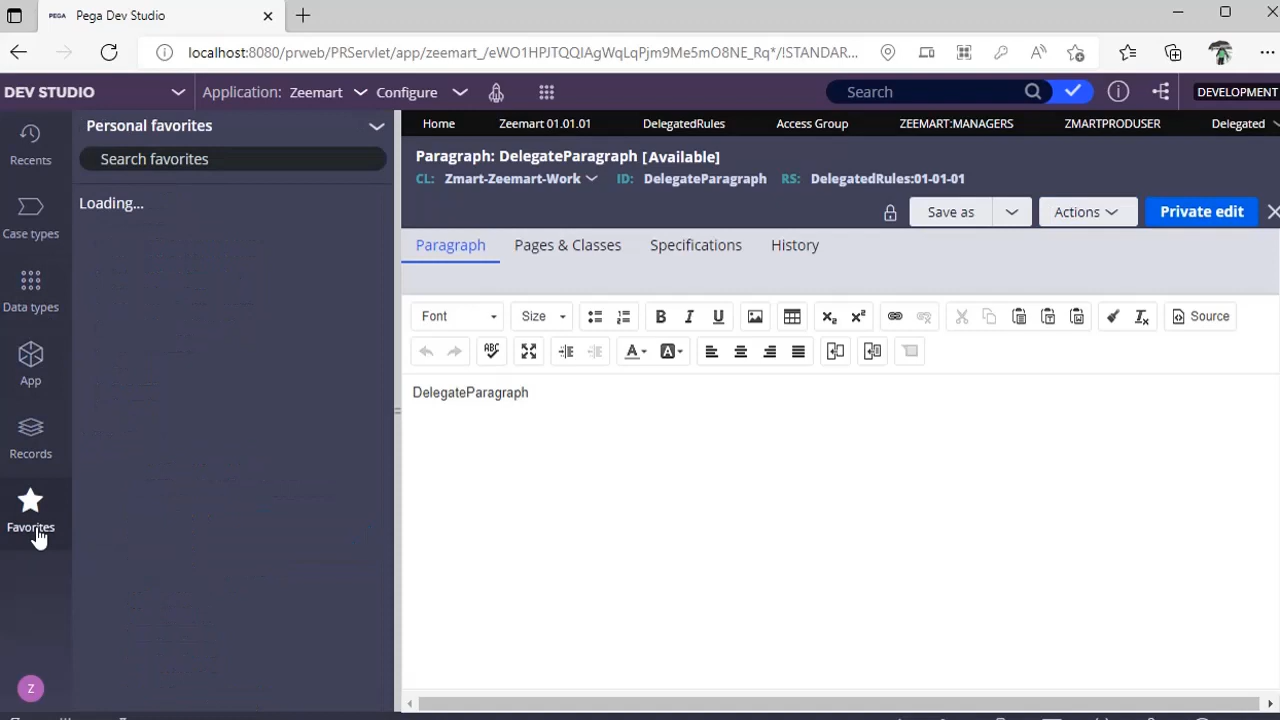 PEGA Pega Dev Studio
localhost:8080/prweb/PRServlet/app/zeemart_/eWO1HPJTQQIAgWqLqPjm9Me5mO8NE_Rq*/!STANDAR...
DEV STUDIO Application: Zeemart Configure Search DEVELOPMENT
Recents
Case types
Data types
App
Records
Favorites
Z
Personal favorites
Search favorites
Loading...
Home Zeemart 01.01.01 DelegatedRules Access Group ZEEMART:MANAGERS ZMARTPRODUSER Delegated
Paragraph: DelegateParagraph [Available]
CL: Zmart-Zeemart-Work ID: DelegateParagraph RS: DelegatedRules:01-01-01
Save as Actions Private edit
Paragraph Pages & Classes Specifications History
Font Size B I U Source
ABC A A
DelegateParagraph